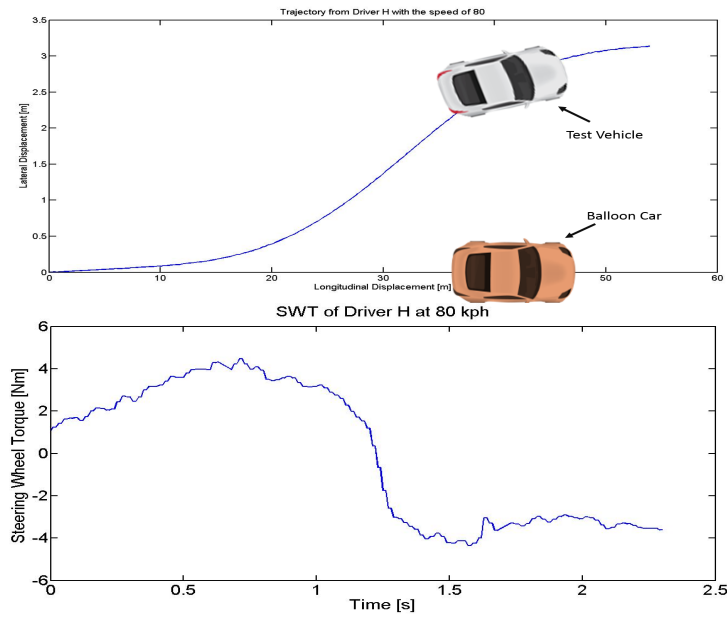 Trajectory from Driver H with the speed of 80
3.5
3
2.5
2
1.5
1
0.5
0
Lateral Displacement [m]
Test Vehicle
Balloon Car
0 10 20 30 50 60
Longitudinal Displacement [m]
SWT of Driver H at 80 kph
6
4
2
0
-2
-4
-6
Steering Wheel Torque [Nm]
0 0.5 1 1.5 2 2.5
Time [s]